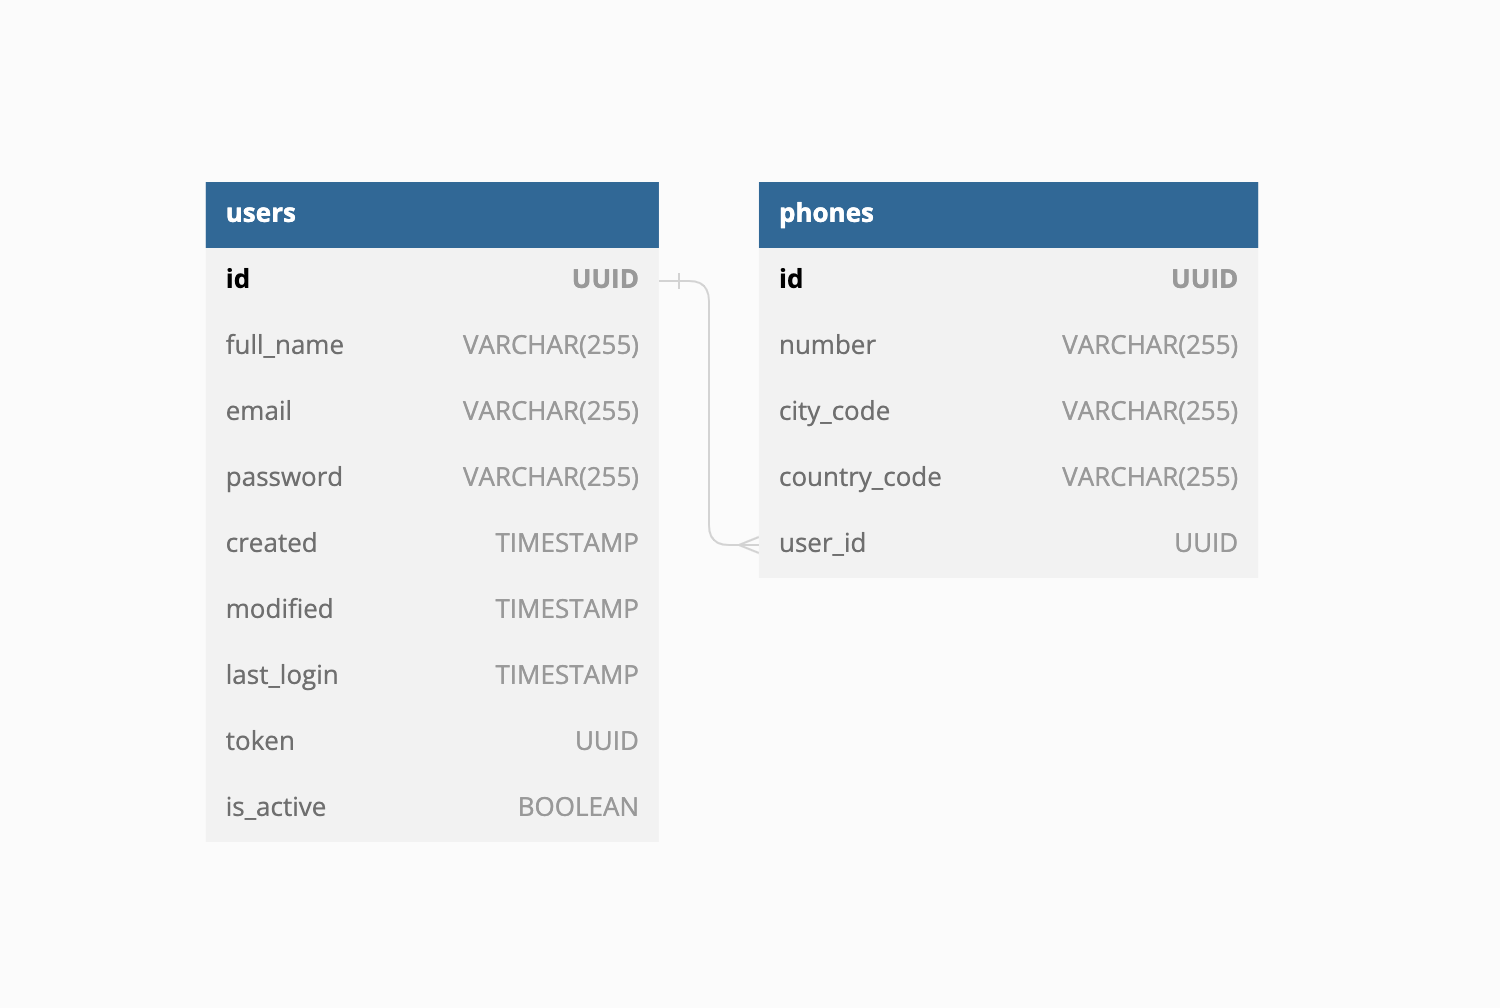 users
id UUID
full_name VARCHAR(255)
email VARCHAR(255)
password VARCHAR(255)
created TIMESTAMP
modified TIMESTAMP
last_login TIMESTAMP
token UUID
is_active BOOLEAN
phones
id UUID
number VARCHAR(255)
city_code VARCHAR(255)
country_code VARCHAR(255)
user_id UUID